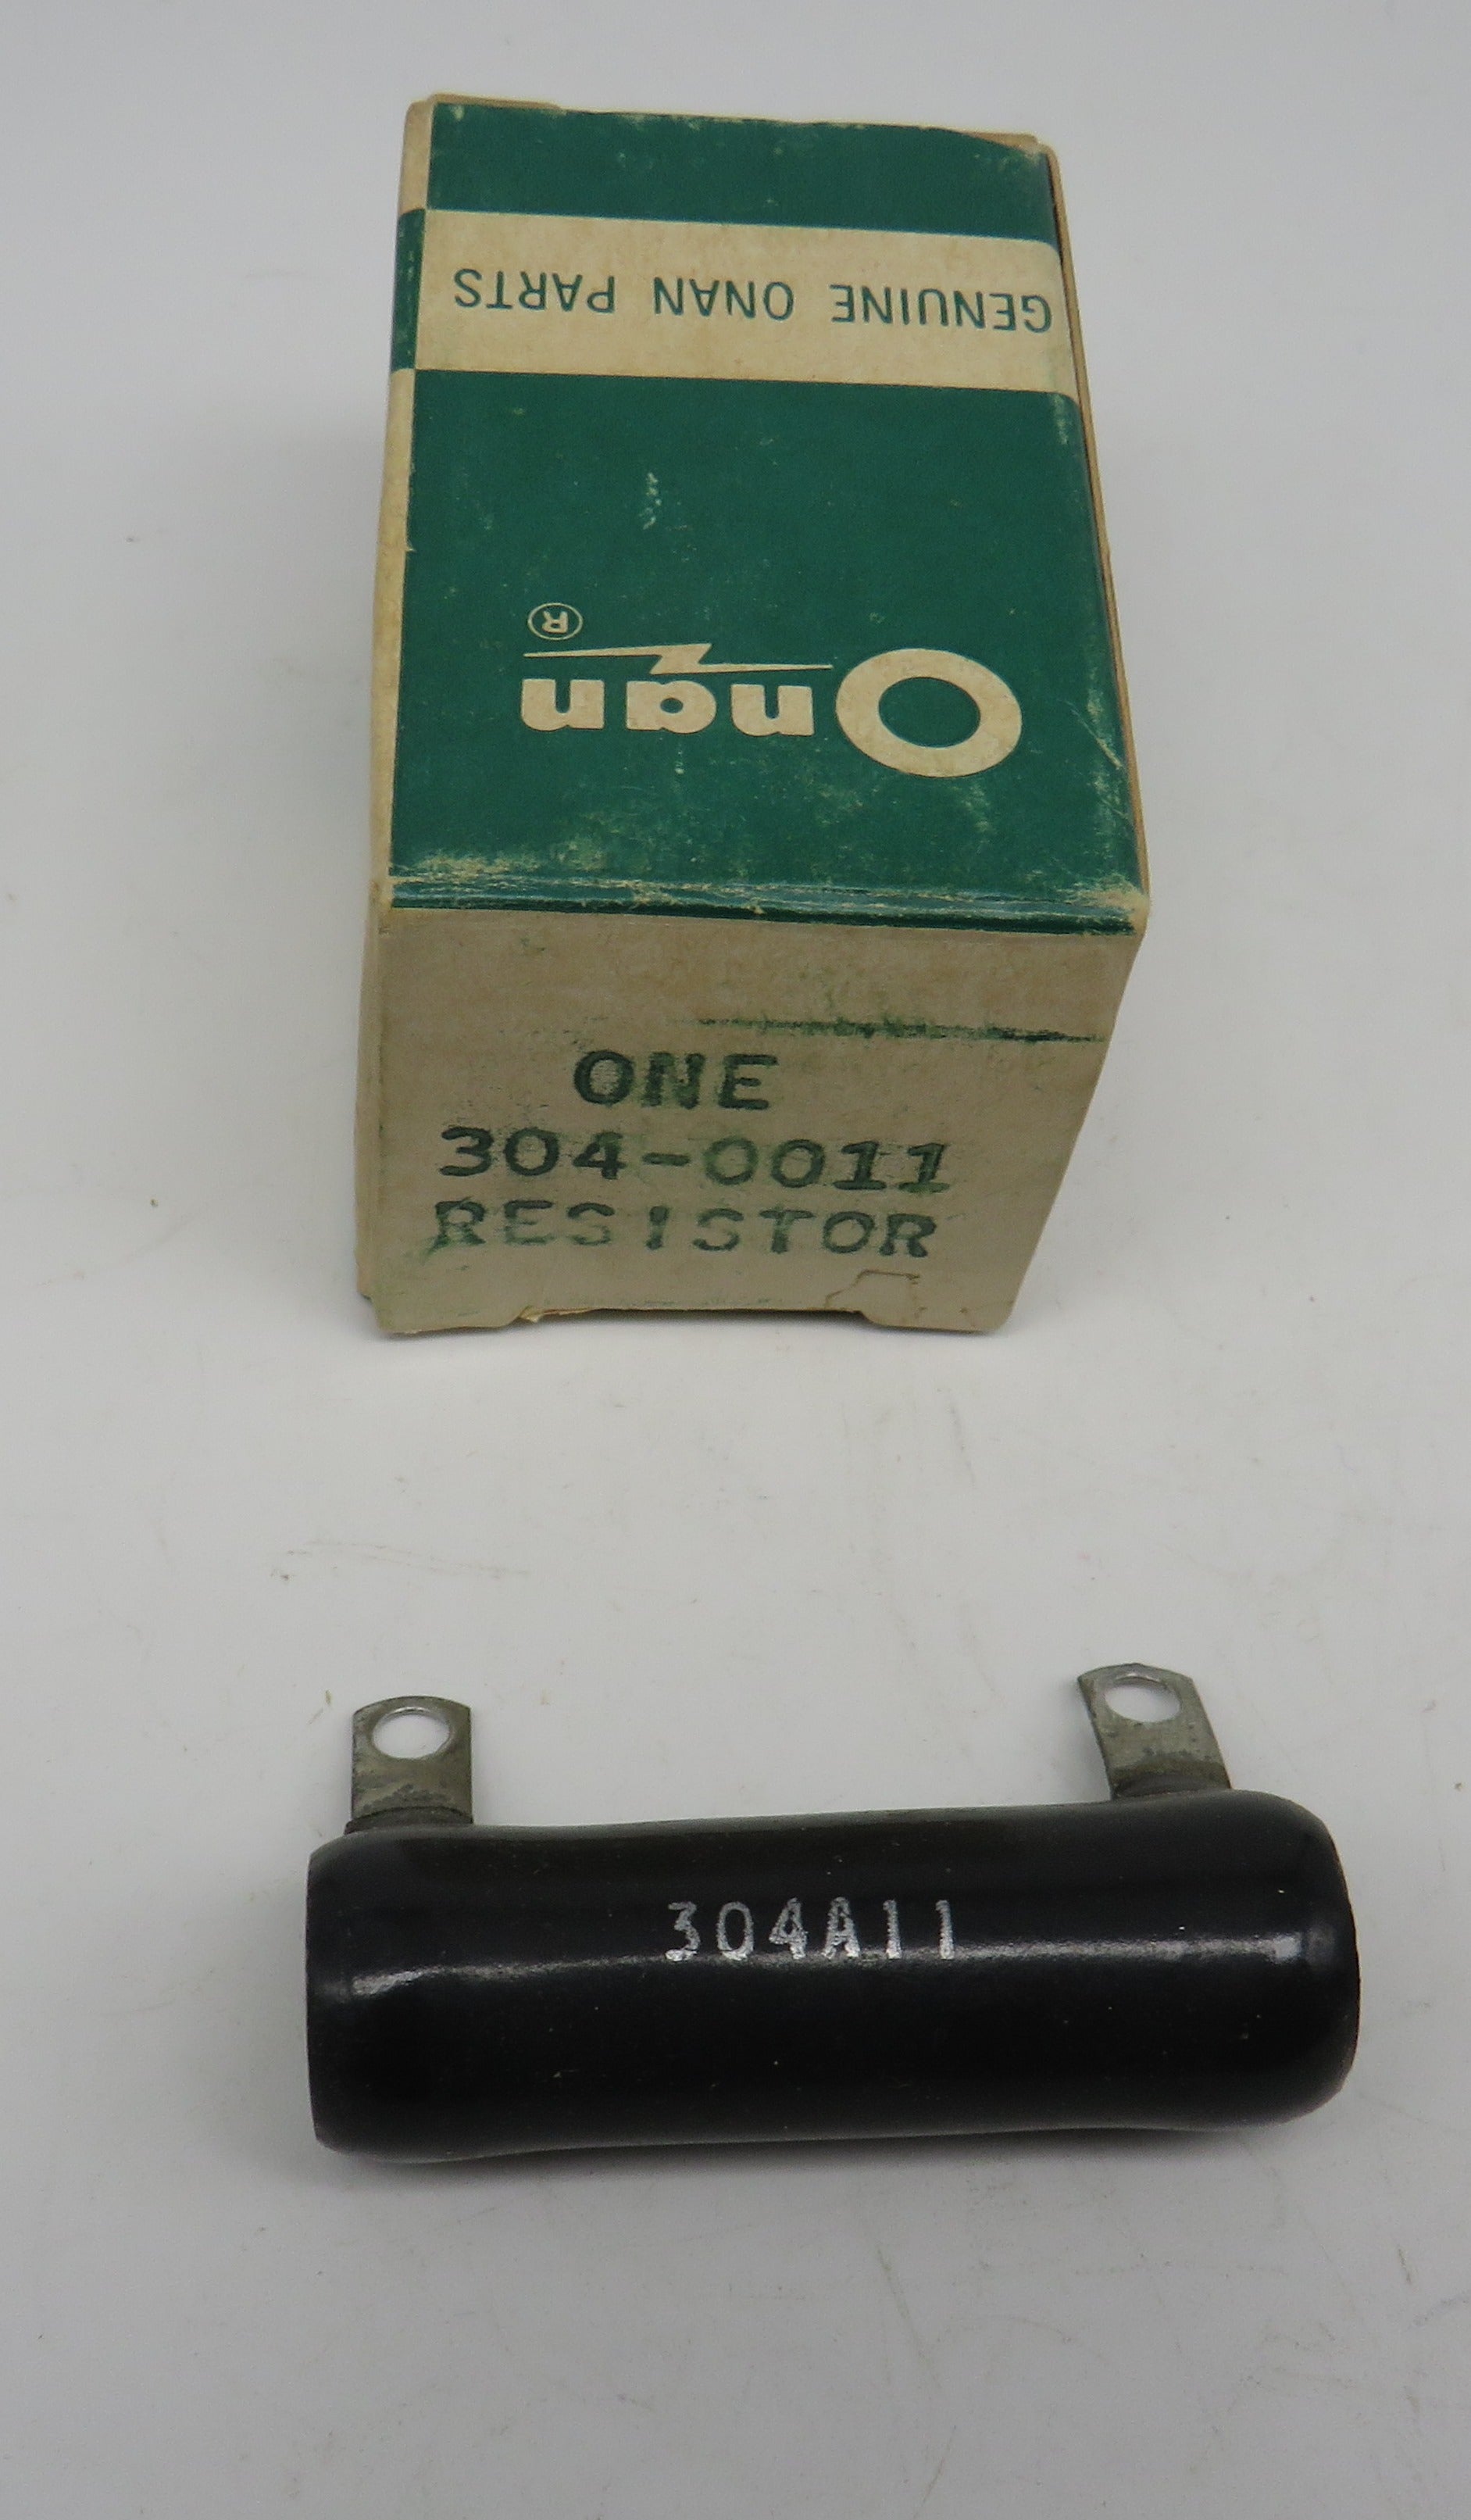 GENUINE ONAN PARTS
Onan®
ONE
304-0011
RESISTOR
304A11